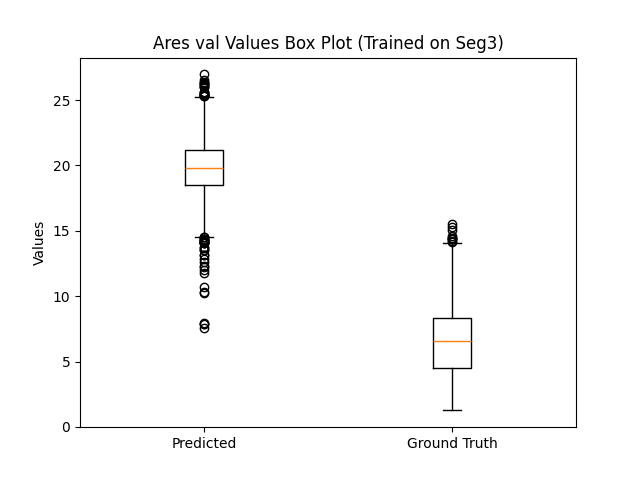 Ares val Values Box Plot (Trained on Seg3)
25
20
15
10
5
0
Values
Predicted
Ground Truth